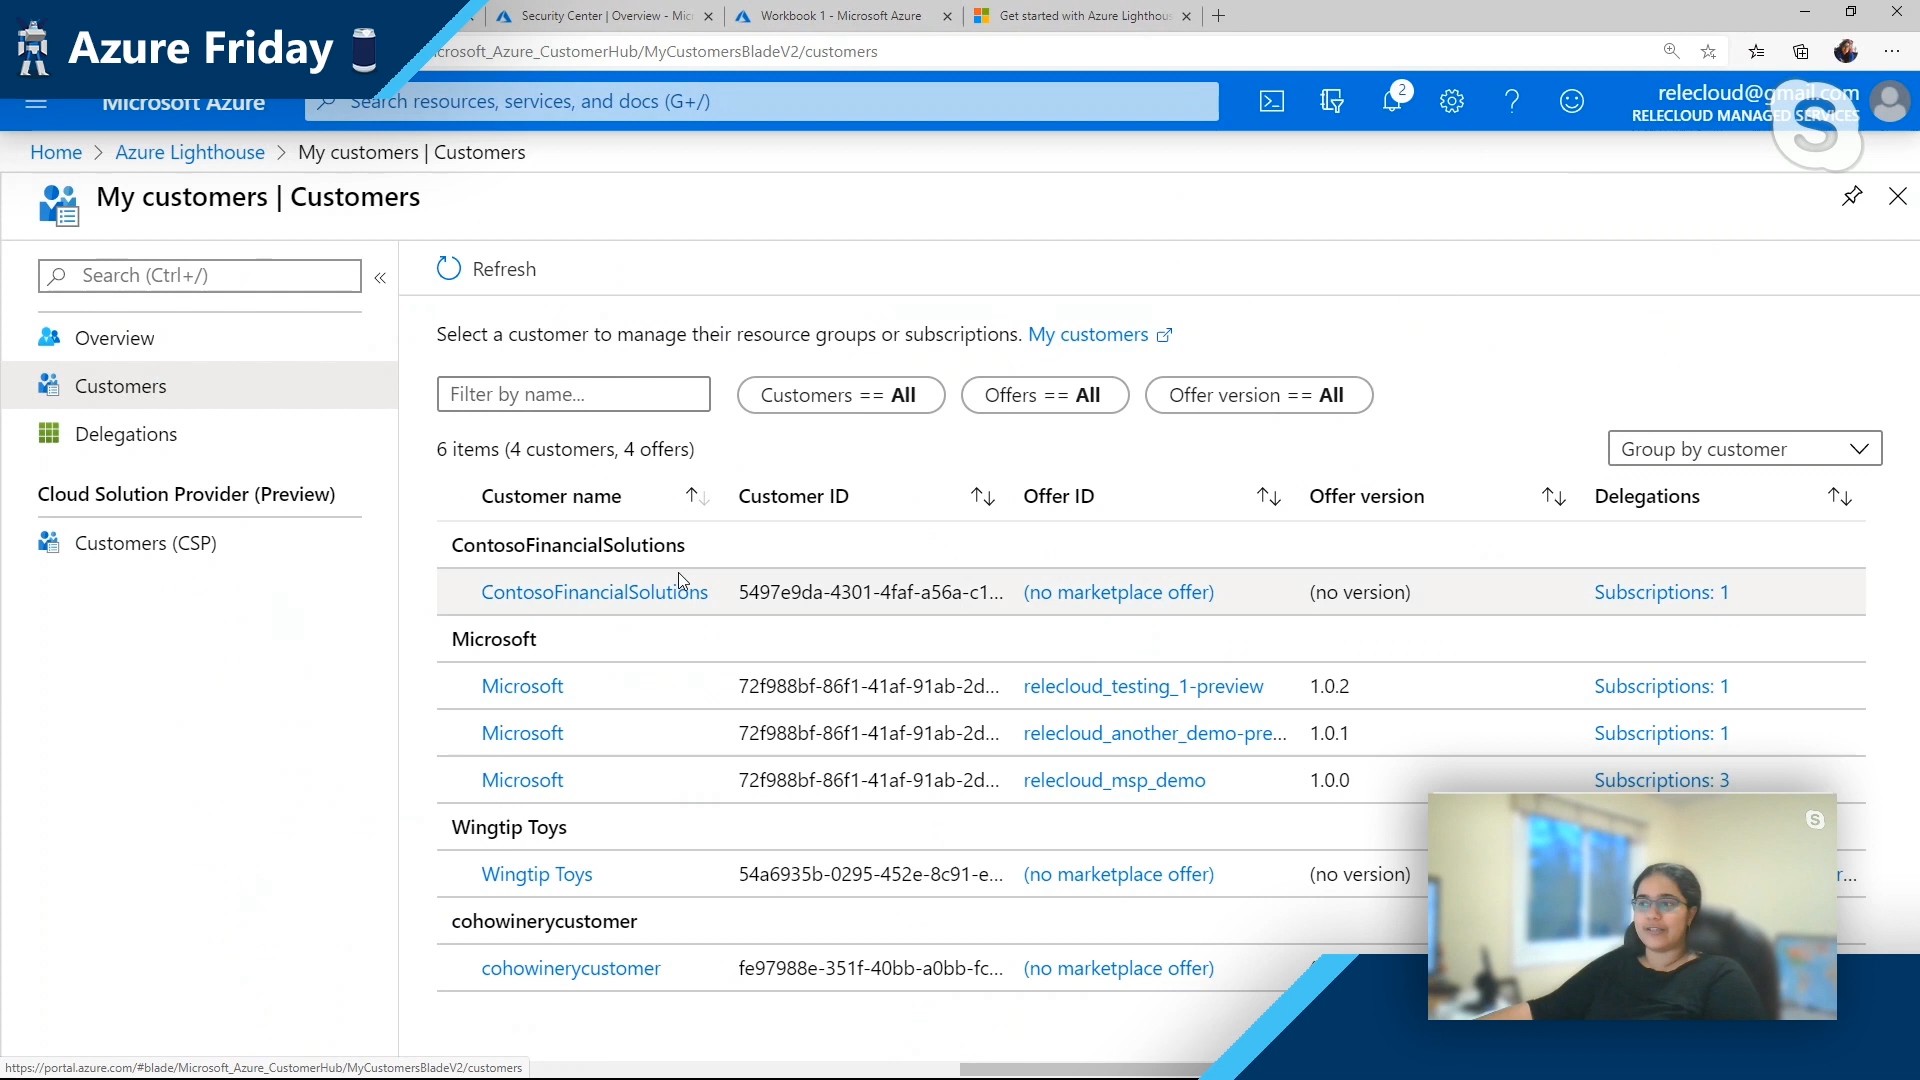 Azure Friday
Security Center | Overview - Mic
Workbook 1 - Microsoft Azure
Get started with Azure Lighthou
crosoft_Azure_CustomerHub/MyCustomersBladeV2/customers
Microsoft Azure
Search resources, services, and docs (G+/)
2
relecloud@gmail.com
RELECLOUD MANAGED SERVICES
Home > Azure Lighthouse > My customers | Customers
My customers | Customers
Search (Ctrl+/)
«
Overview
Customers
Delegations
Cloud Solution Provider (Preview)
Customers (CSP)
Refresh
Select a customer to manage their resource groups or subscriptions. My customers
Filter by name...
Customers == All
Offers == All
Offer version == All
6 items (4 customers, 4 offers)
Group by customer
Customer name Customer ID Offer ID Offer version Delegations
ContosoFinancialSolutions
ContosoFinancialSolutions 5497e9da-4301-4faf-a56a-c1... (no marketplace offer) (no version) Subscriptions: 1
Microsoft
Microsoft 72f988bf-86f1-41af-91ab-2d... relecloud_testing_1-preview 1.0.2 Subscriptions: 1
Microsoft 72f988bf-86f1-41af-91ab-2d... relecloud_another_demo-pre... 1.0.1 Subscriptions: 1
Microsoft 72f988bf-86f1-41af-91ab-2d... relecloud_msp_demo 1.0.0 Subscriptions: 3
Wingtip Toys
Wingtip Toys 54a6935b-0295-452e-8c91-e... (no marketplace offer) (no version) r...
cohowinerycustomer
cohowinerycustomer fe97988e-351f-40bb-a0bb-fc... (no marketplace offer)
https://portal.azure.com/#blade/Microsoft_Azure_CustomerHub/MyCustomersBladeV2/customers